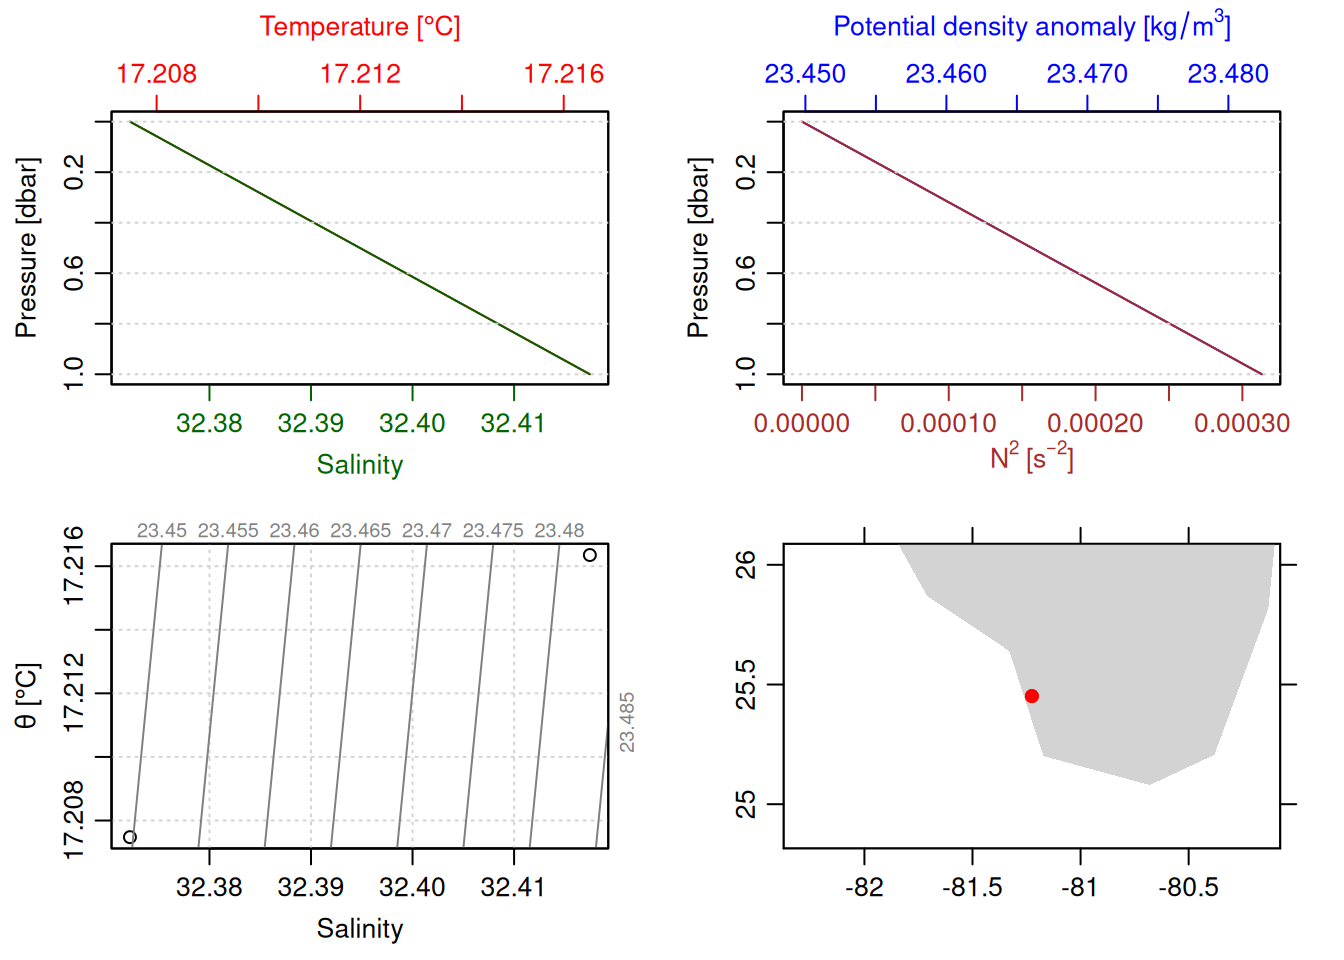 Temperature [°C]
17.208 17.212 17.216
Pressure [dbar]
0.2 0.6 1.0
32.38 32.39 32.40 32.41
Salinity
Potential density anomaly [kg/m³]
23.450 23.460 23.470 23.480
Pressure [dbar]
0.2 0.6 1.0
0.00000 0.00010 0.00020 0.00030
N² [s⁻²]
23.45 23.455 23.46 23.465 23.47 23.475 23.48
23.485
θ [°C]
17.208 17.212 17.216
32.38 32.39 32.40 32.41
Salinity
26
25.5
25
-82 -81.5 -81 -80.5